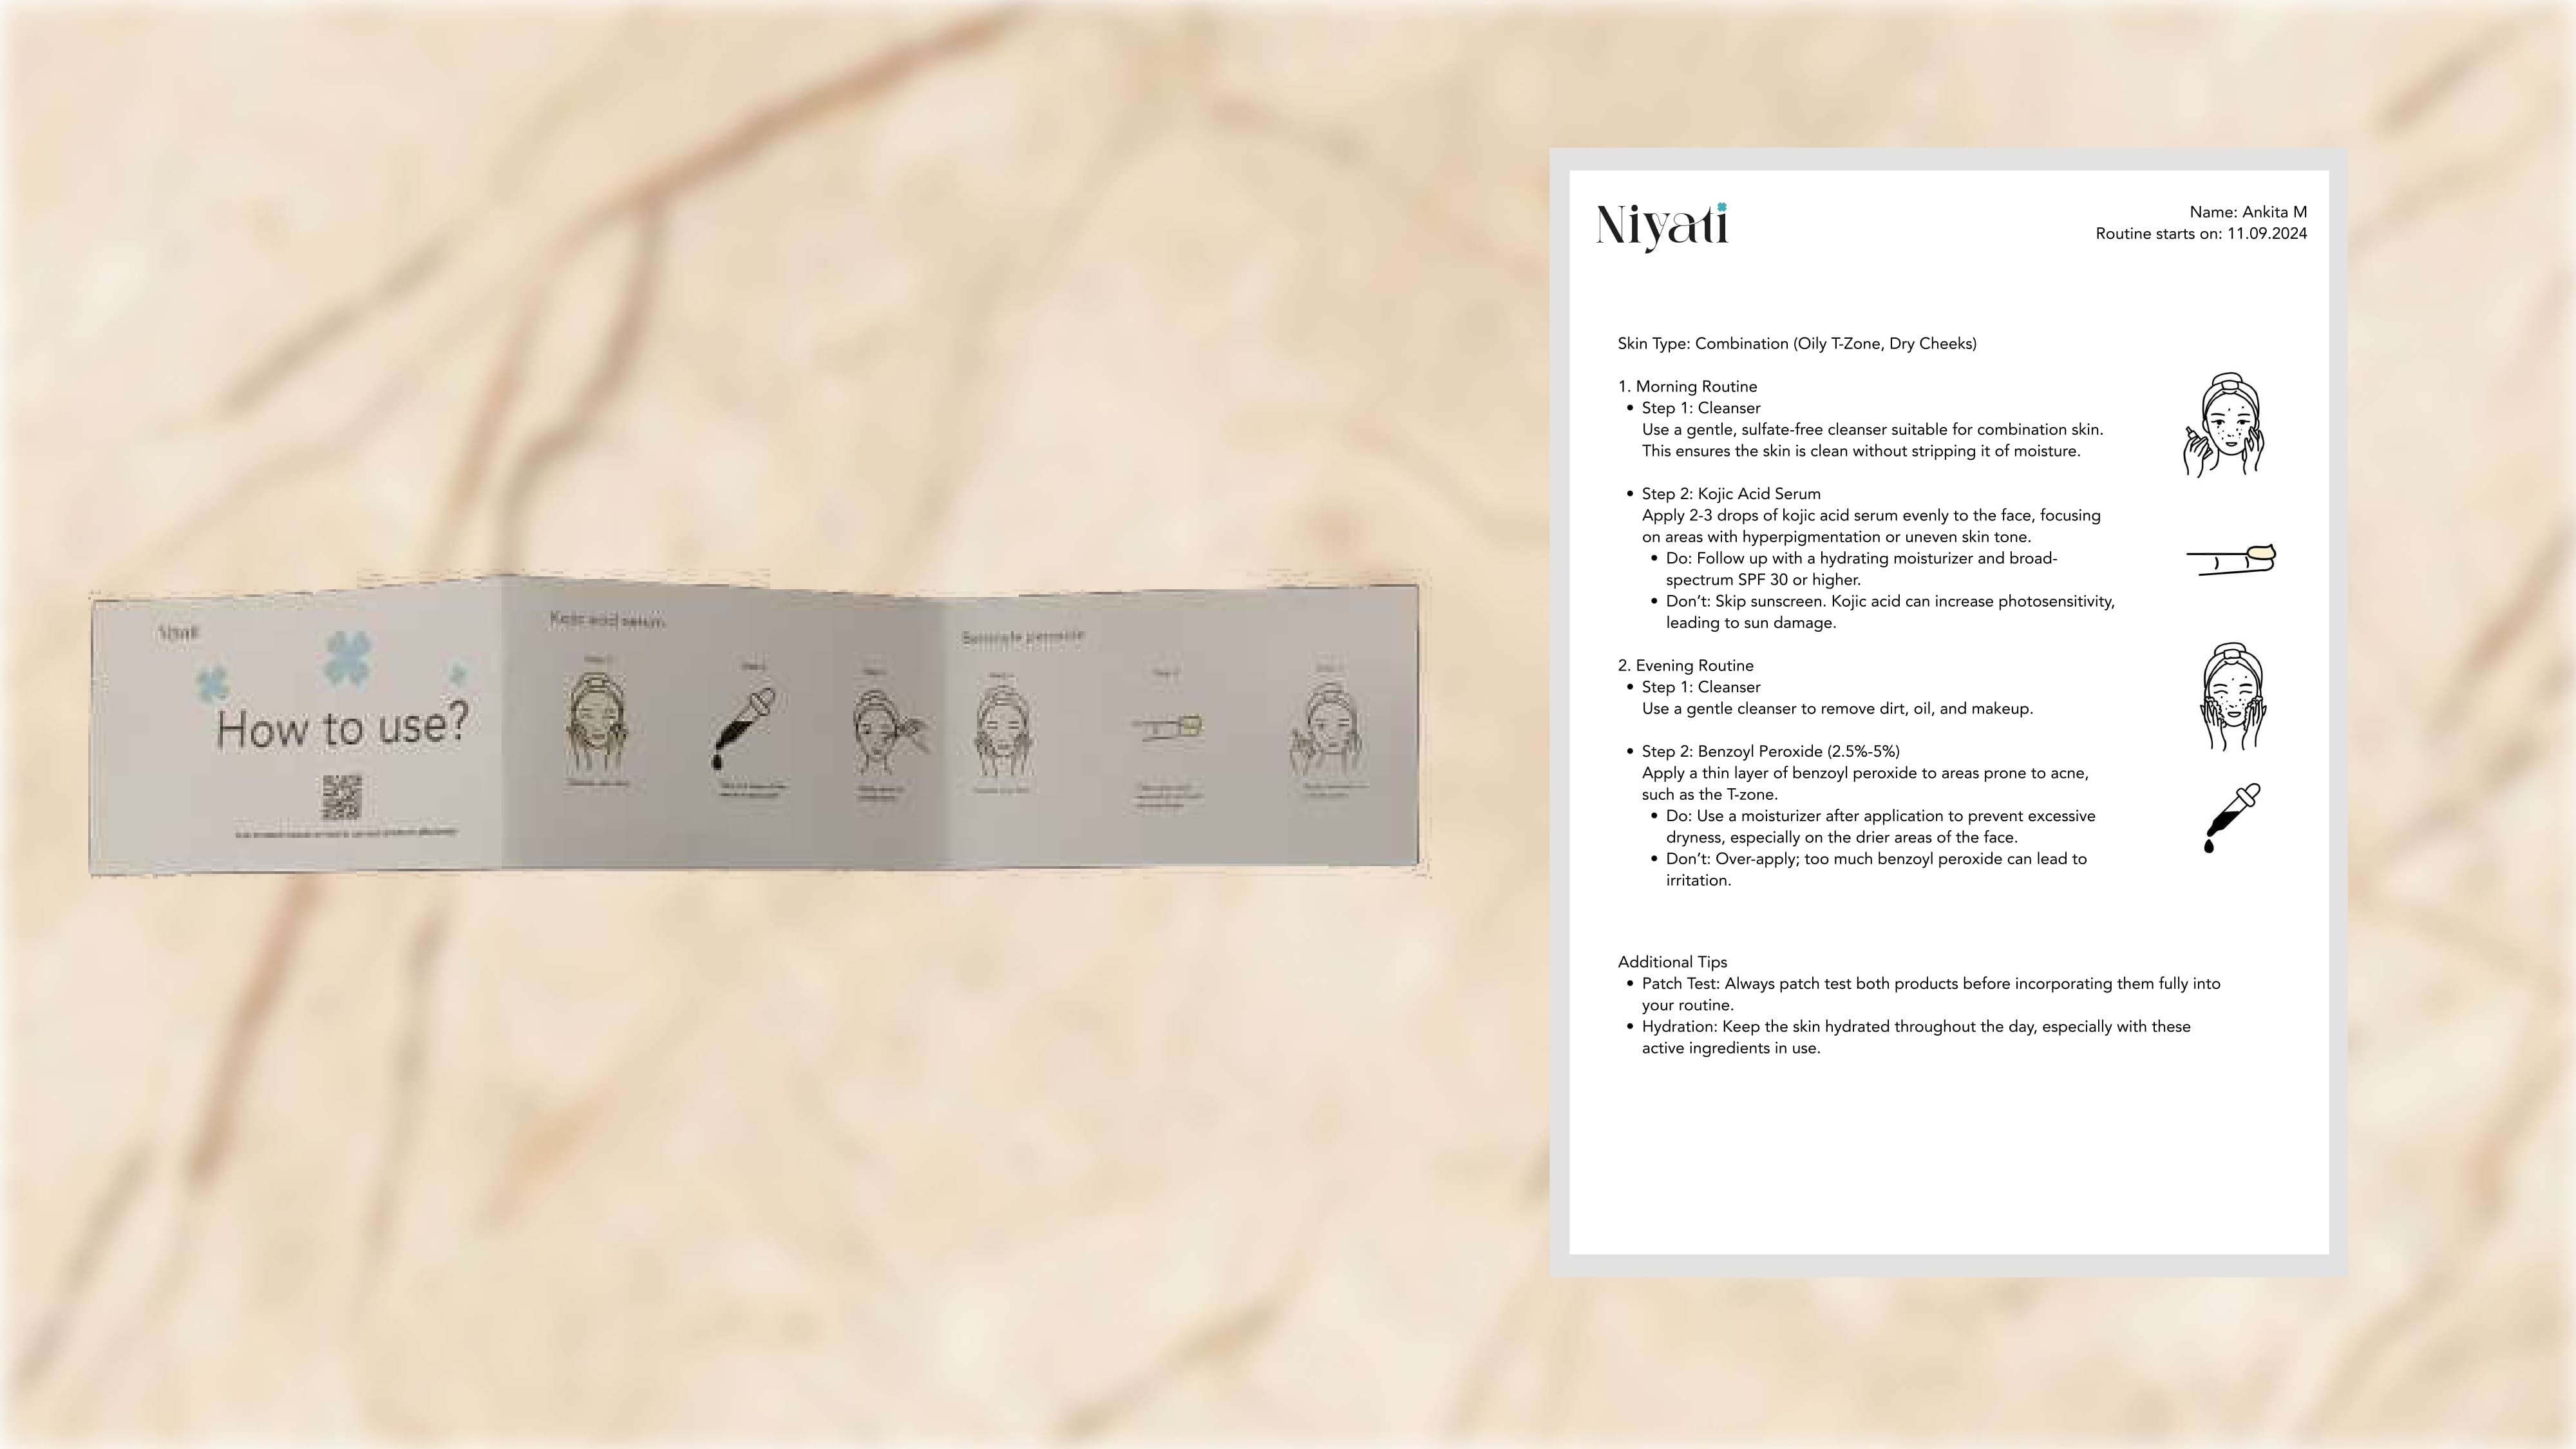 How to use?
Kojic acid serum
Niyati
Name: Ankita M
Routine starts on: 11.09.2024
Skin Type: Combination (Oily T-Zone, Dry Cheeks)
1. Morning Routine
• Step 1: Cleanser
Use a gentle, sulfate-free cleanser suitable for combination skin.
This ensures the skin is clean without stripping it of moisture.
• Step 2: Kojic Acid Serum
Apply 2-3 drops of kojic acid serum evenly to the face, focusing
on areas with hyperpigmentation or uneven skin tone.
• Do: Follow up with a hydrating moisturizer and broad-
spectrum SPF 30 or higher.
• Don’t: Skip sunscreen. Kojic acid can increase photosensitivity,
leading to sun damage.
2. Evening Routine
• Step 1: Cleanser
Use a gentle cleanser to remove dirt, oil, and makeup.
• Step 2: Benzoyl Peroxide (2.5%-5%)
Apply a thin layer of benzoyl peroxide to areas prone to acne,
such as the T-zone.
• Do: Use a moisturizer after application to prevent excessive
dryness, especially on the drier areas of the face.
• Don’t: Over-apply; too much benzoyl peroxide can lead to
irritation.
Additional Tips
• Patch Test: Always patch test both products before incorporating them fully into
your routine.
• Hydration: Keep the skin hydrated throughout the day, especially with these
active ingredients in use.